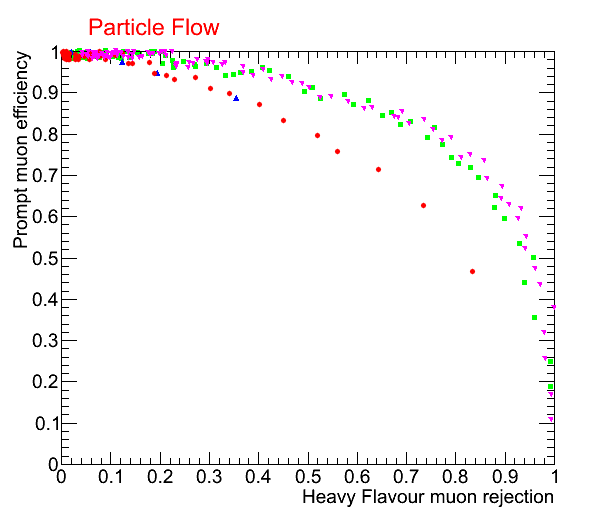 Particle Flow
Prompt muon efficiency
1
0.9
0.8
0.7
0.6
0.5
0.4
0.3
0.2
0.1
0
0 0.1 0.2 0.3 0.4 0.5 0.6 0.7 0.8 0.9 1
Heavy Flavour muon rejection